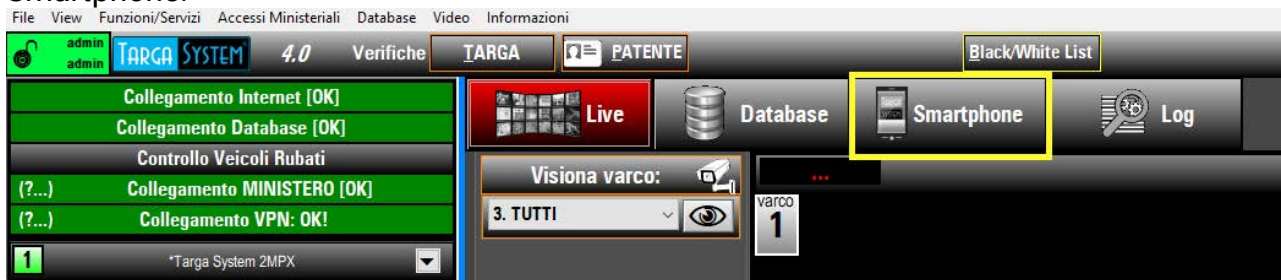 smartphone.
File View Funzioni/Servizi Accessi Ministeriali Database Video Informazioni
admin
admin
TARGA SYSTEM 4.0 Verifiche TARGA PATENTE Black/White List
Collegamento Internet [OK]
Collegamento Database [OK]
Controllo Veicoli Rubati
(?...) Collegamento MINISTERO [OK]
(?...) Collegamento VPN: OK!
1 *Targa System 2MPX
Live Database Smartphone Log
Visiona varco:
3. TUTTI
...
varco
1